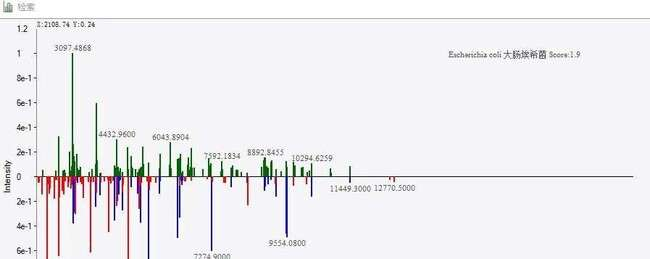 检索
X:2108.74 Y:0.24
1.2
1
8e-1
6e-1
4e-1
2e-1
0
2e-1
4e-1
6e-1
Intensity
3097.4868
Escherichia coli 大肠埃希菌 Score:1.9
4432.9600
6043.8904
7592.1834
8892.8455
10294.6259
11449.3000
12770.5000
9554.0800
7274.9000